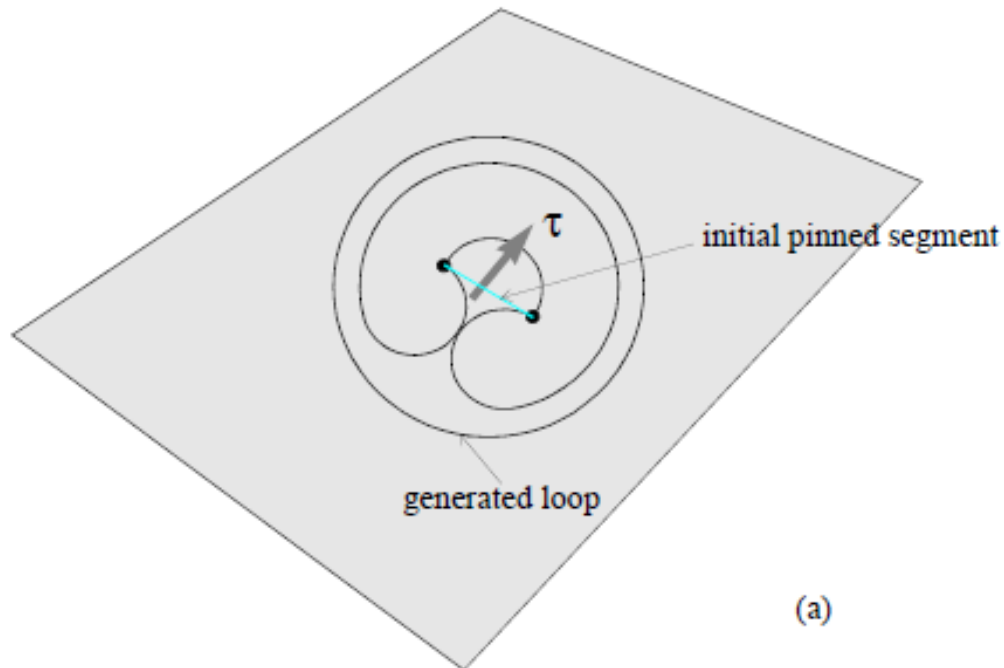 τ
initial pinned segment
generated loop
(a)